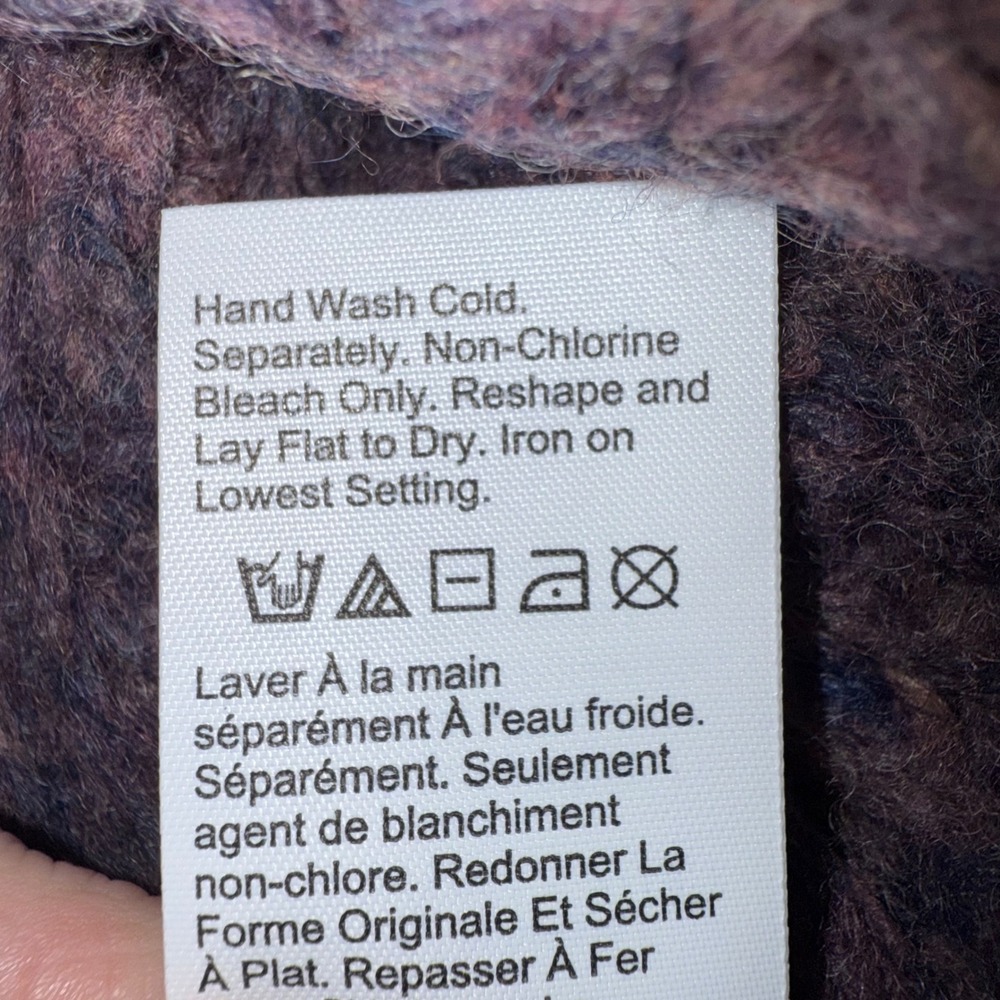 Hand Wash Cold.
Separately. Non-Chlorine
Bleach Only. Reshape and
Lay Flat to Dry. Iron on
Lowest Setting.
Laver À la main
séparément À l'eau froide.
Séparément. Seulement
agent de blanchiment
non-chlore. Redonner La
Forme Originale Et Sécher
À Plat. Repasser À Fer